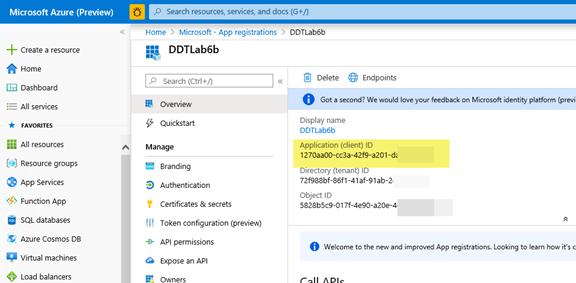 Microsoft Azure (Preview)
Search resources, services, and docs (G+/)
Create a resource
Home
Dashboard
All services
FAVORITES
All resources
Resource groups
App Services
Function App
SQL databases
Azure Cosmos DB
Virtual machines
Load balancers
Home > Microsoft - App registrations > DDTLab6b
DDTLab6b
Search (Ctrl+/)
Overview
Quickstart
Manage
Branding
Authentication
Certificates & secrets
Token configuration (preview)
API permissions
Expose an API
Owners
Delete
Endpoints
Got a second? We would love your feedback on Microsoft identity platform (previ
Display name
DDTLab6b
Application (client) ID
1270aa00-cc3a-42f9-a201-da
Directory (tenant) ID
72f988bf-86f1-41af-91ab-2
Object ID
5828b5c9-017f-4e90-a20e-4
Welcome to the new and improved App registrations. Looking to learn how it's c
Call APIs